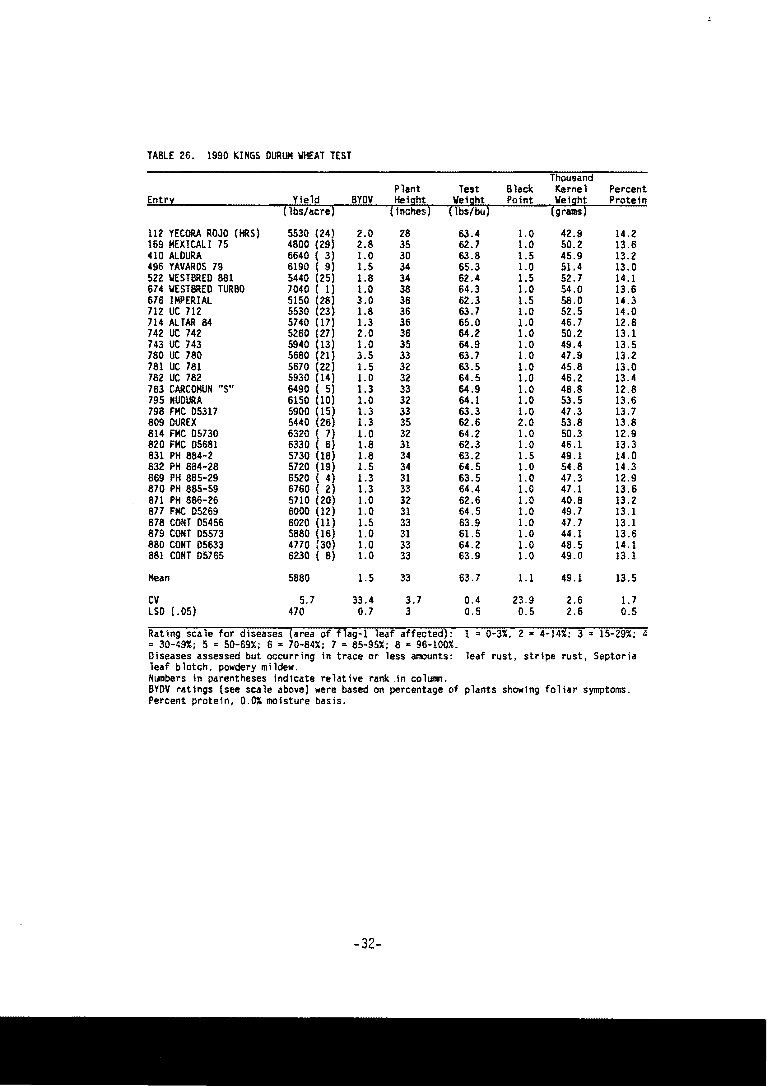 TABLE 26. 1990 KINGS DURUM WHEAT TEST
Thousand
Plant Test Black Kernel Percent
Entry Yield BYDV Height Weight Point Weight Protein
(lbs/acre) (inches) (lbs/bu) (grams)
112 YECORA ROJO (HRS) 5530 (24) 2.0 28 63.4 1.0 42.9 14.2
169 MEXICALI 75 4800 (29) 2.8 35 62.7 1.0 50.2 13.6
410 ALDURA 6640 ( 3) 1.0 30 63.8 1.5 45.9 13.2
496 YAVAROS 79 6190 ( 9) 1.5 34 65.3 1.0 51.4 13.0
522 WESTBRED 881 5440 (25) 1.8 34 62.4 1.5 52.7 14.1
674 WESTBRED TURBO 7040 ( 1) 1.0 38 64.3 1.0 54.0 13.6
676 IMPERIAL 5150 (28) 3.0 36 62.3 1.5 58.0 14.3
712 UC 712 5530 (23) 1.8 36 63.7 1.0 52.5 14.0
714 ALTAR 84 5740 (17) 1.3 36 65.0 1.0 46.7 12.8
742 UC 742 5260 (27) 2.0 36 64.2 1.0 50.2 13.1
743 UC 743 5940 (13) 1.0 35 64.9 1.0 49.4 13.5
780 UC 780 5680 (21) 3.5 33 63.7 1.0 47.9 13.2
781 UC 781 5670 (22) 1.5 32 63.5 1.0 45.8 13.0
782 UC 782 5930 (14) 1.0 32 64.5 1.0 46.2 13.4
783 CARCOMUN "S" 6490 ( 5) 1.3 33 64.9 1.0 48.8 12.8
795 NUDURA 6150 (10) 1.0 32 64.1 1.0 53.5 13.6
798 FMC D5317 5900 (15) 1.3 33 63.3 1.0 47.3 13.7
809 DUREX 5440 (26) 1.3 35 62.6 2.0 53.8 13.8
814 FMC D5730 6320 ( 7) 1.0 32 64.2 1.0 50.3 12.9
820 FMC D5681 6330 ( 6) 1.8 31 62.3 1.0 46.1 13.3
831 PH 884-2 5730 (18) 1.8 34 63.2 1.5 49.1 14.0
832 PH 884-28 5720 (19) 1.5 34 64.5 1.0 54.8 14.3
869 PH 885-29 6520 ( 4) 1.3 31 63.5 1.0 47.3 12.9
870 PH 885-59 6760 ( 2) 1.3 33 64.4 1.0 47.1 13.6
871 PH 886-26 5710 (20) 1.0 32 62.6 1.0 40.8 13.2
877 FMC D5269 6000 (12) 1.0 31 64.5 1.0 49.7 13.1
878 CONT D5456 6020 (11) 1.5 33 63.9 1.0 47.7 13.1
879 CONT D5573 5880 (16) 1.0 31 61.5 1.0 44.1 13.6
880 CONT D5633 4770 (30) 1.0 33 64.2 1.0 48.5 14.1
881 CONT D5765 6230 ( 8) 1.0 33 63.9 1.0 49.0 13.1
Mean 5880 1.5 33 63.7 1.1 49.1 13.5
CV 5.7 33.4 3.7 0.4 23.9 2.6 1.7
LSD (.05) 470 0.7 3 0.5 0.5 2.6 0.5
Rating scale for diseases (area of flag-1 leaf affected): 1 = 0-3%, 2 = 4-14%; 3 = 15-29%; 4
= 30-49%; 5 = 50-69%; 6 = 70-84%; 7 = 85-95%; 8 = 96-100%.
Diseases assessed but occurring in trace or less amounts: leaf rust, stripe rust, Septoria
leaf blotch, powdery mildew.
Numbers in parentheses indicate relative rank in column.
BYDV ratings (see scale above) were based on percentage of plants showing foliar symptoms.
Percent protein, 0.0% moisture basis.
-32-